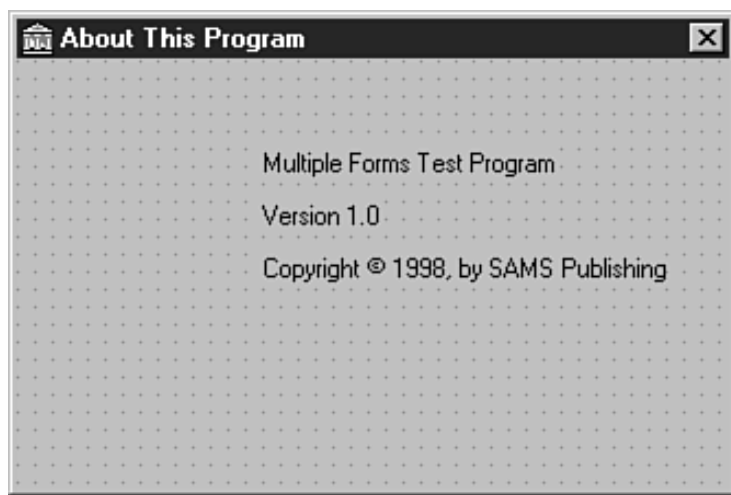 About This Program
Multiple Forms Test Program
Version 1.0
Copyright © 1998, by SAMS Publishing